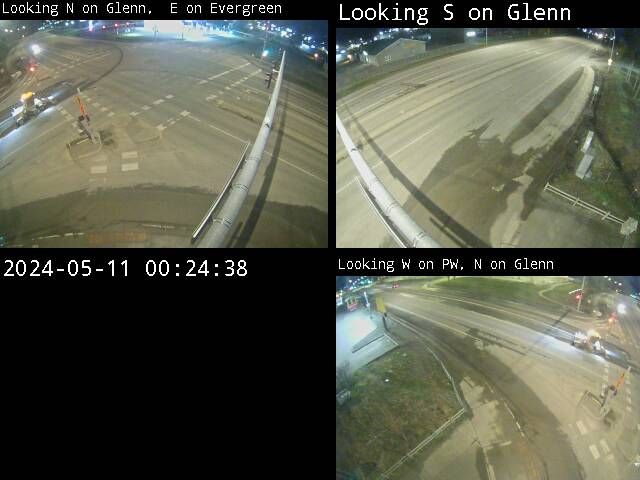 Looking N on Glenn,  E on Evergreen
Looking S on Glenn
2024-05-11 00:24:38
Looking W on PW, N on Glenn